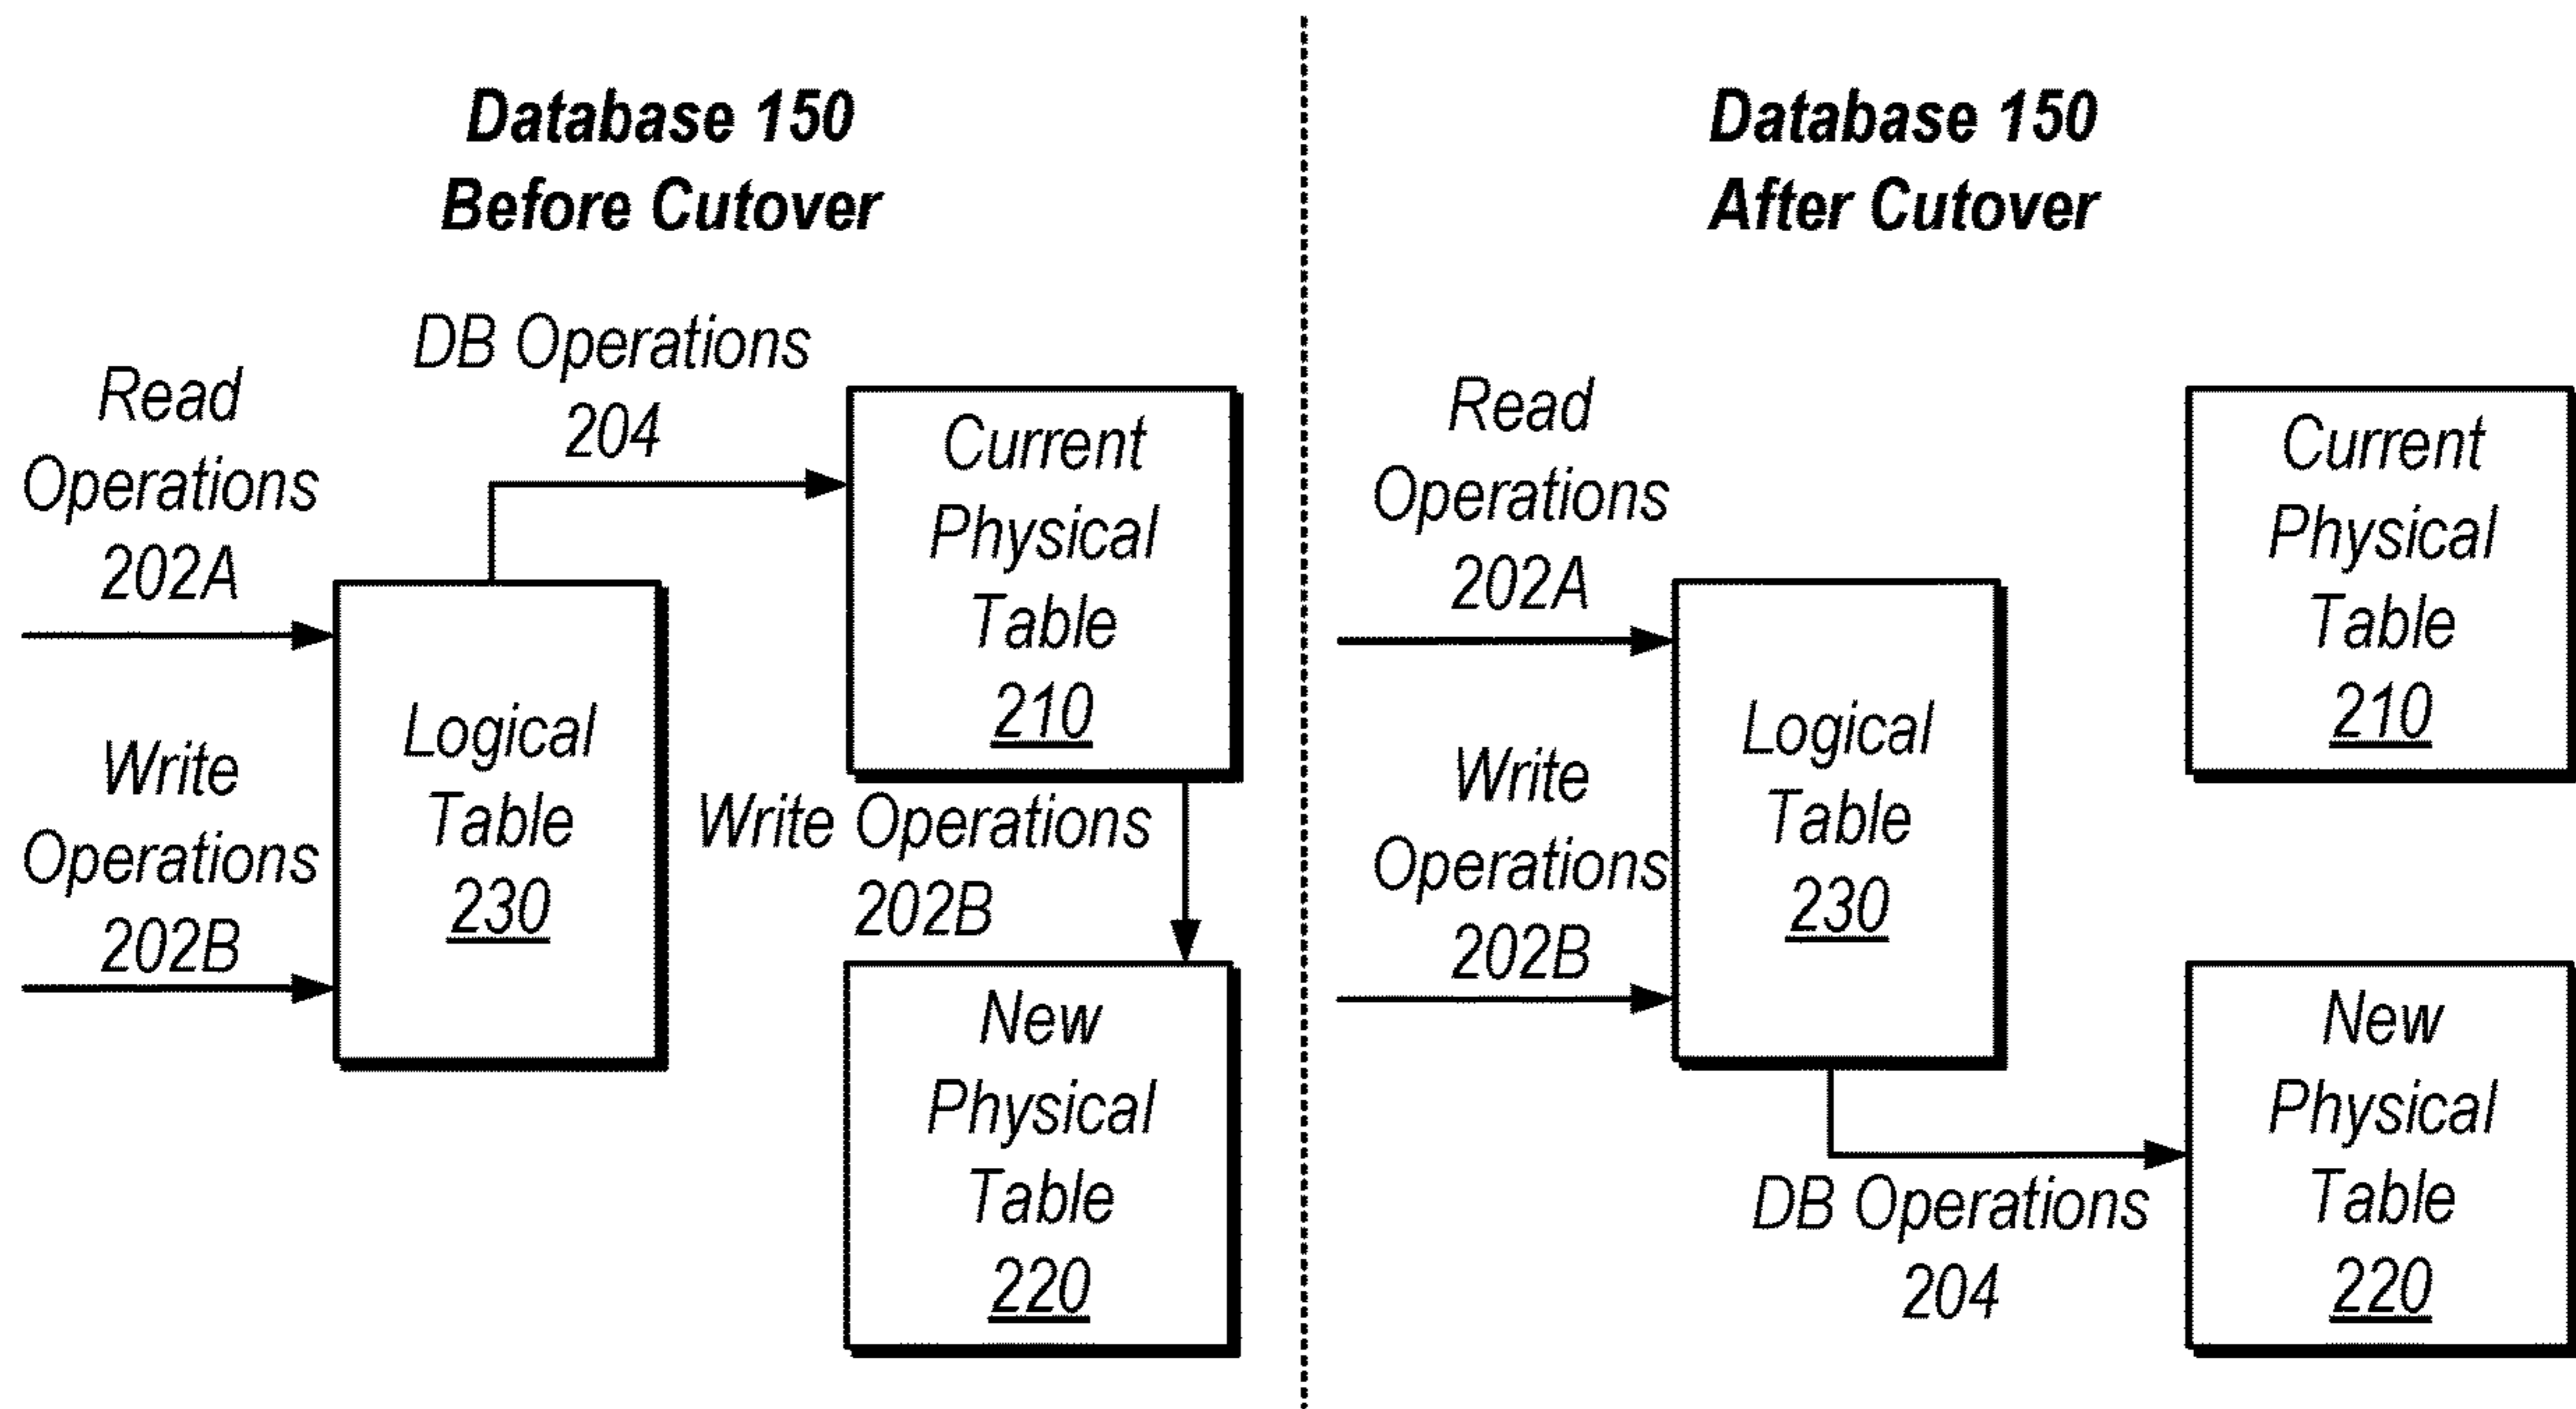 Database 150
Before Cutover
DB Operations
204
Read
Operations
202A
Write
Operations
202B
Logical
Table
230
Current
Physical
Table
210
Write Operations
202B
New
Physical
Table
220
Database 150
After Cutover
Read
Operations
202A
Write
Operations
202B
Logical
Table
230
Current
Physical
Table
210
New
Physical
Table
220
DB Operations
204